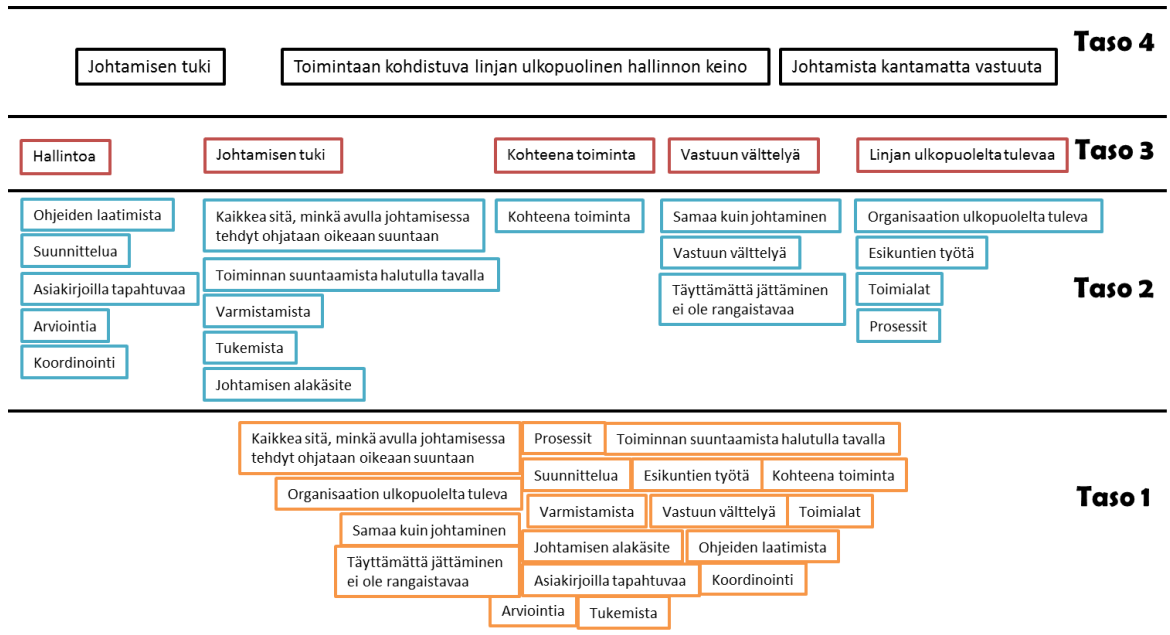 Taso 4
Johtamisen tuki
Toimintaan kohdistuva linjan ulkopuolinen hallinnon keino
Johtamista kantamatta vastuuta
Taso 3
Hallintoa
Johtamisen tuki
Kohteena toiminta
Vastuun välttelyä
Linjan ulkopuolelta tulevaa
Taso 2
Ohjeiden laatimista
Suunnittelua
Asiakirjoilla tapahtuvaa
Arviointia
Koordinointi
Kaikkea sitä, minkä avulla johtamisessa
tehdyt ohjataan oikeaan suuntaan
Toiminnan suuntaamista halutulla tavalla
Varmistamista
Tukemista
Johtamisen alakäsite
Kohteena toiminta
Samaa kuin johtaminen
Vastuun välttelyä
Täyttämättä jättäminen
ei ole rangaistavaa
Organisaation ulkopuolelta tuleva
Esikuntien työtä
Toimialat
Prosessit
Taso 1
Kaikkea sitä, minkä avulla johtamisessa
tehdyt ohjataan oikeaan suuntaan
Prosessit
Toiminnan suuntaamista halutulla tavalla
Suunnittelua
Esikuntien työtä
Kohteena toiminta
Organisaation ulkopuolelta tuleva
Varmistamista
Vastuun välttelyä
Toimialat
Samaa kuin johtaminen
Johtamisen alakäsite
Ohjeiden laatimista
Täyttämättä jättäminen
ei ole rangaistavaa
Asiakirjoilla tapahtuvaa
Koordinointi
Arviointia
Tukemista